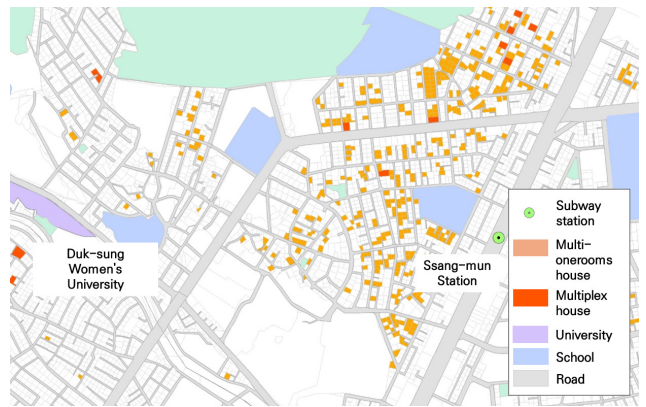 Duk-sung
Women's
University
Ssang-mun
Station
Subway
station
Multi-
onerooms
house
Multiplex
house
University
School
Road